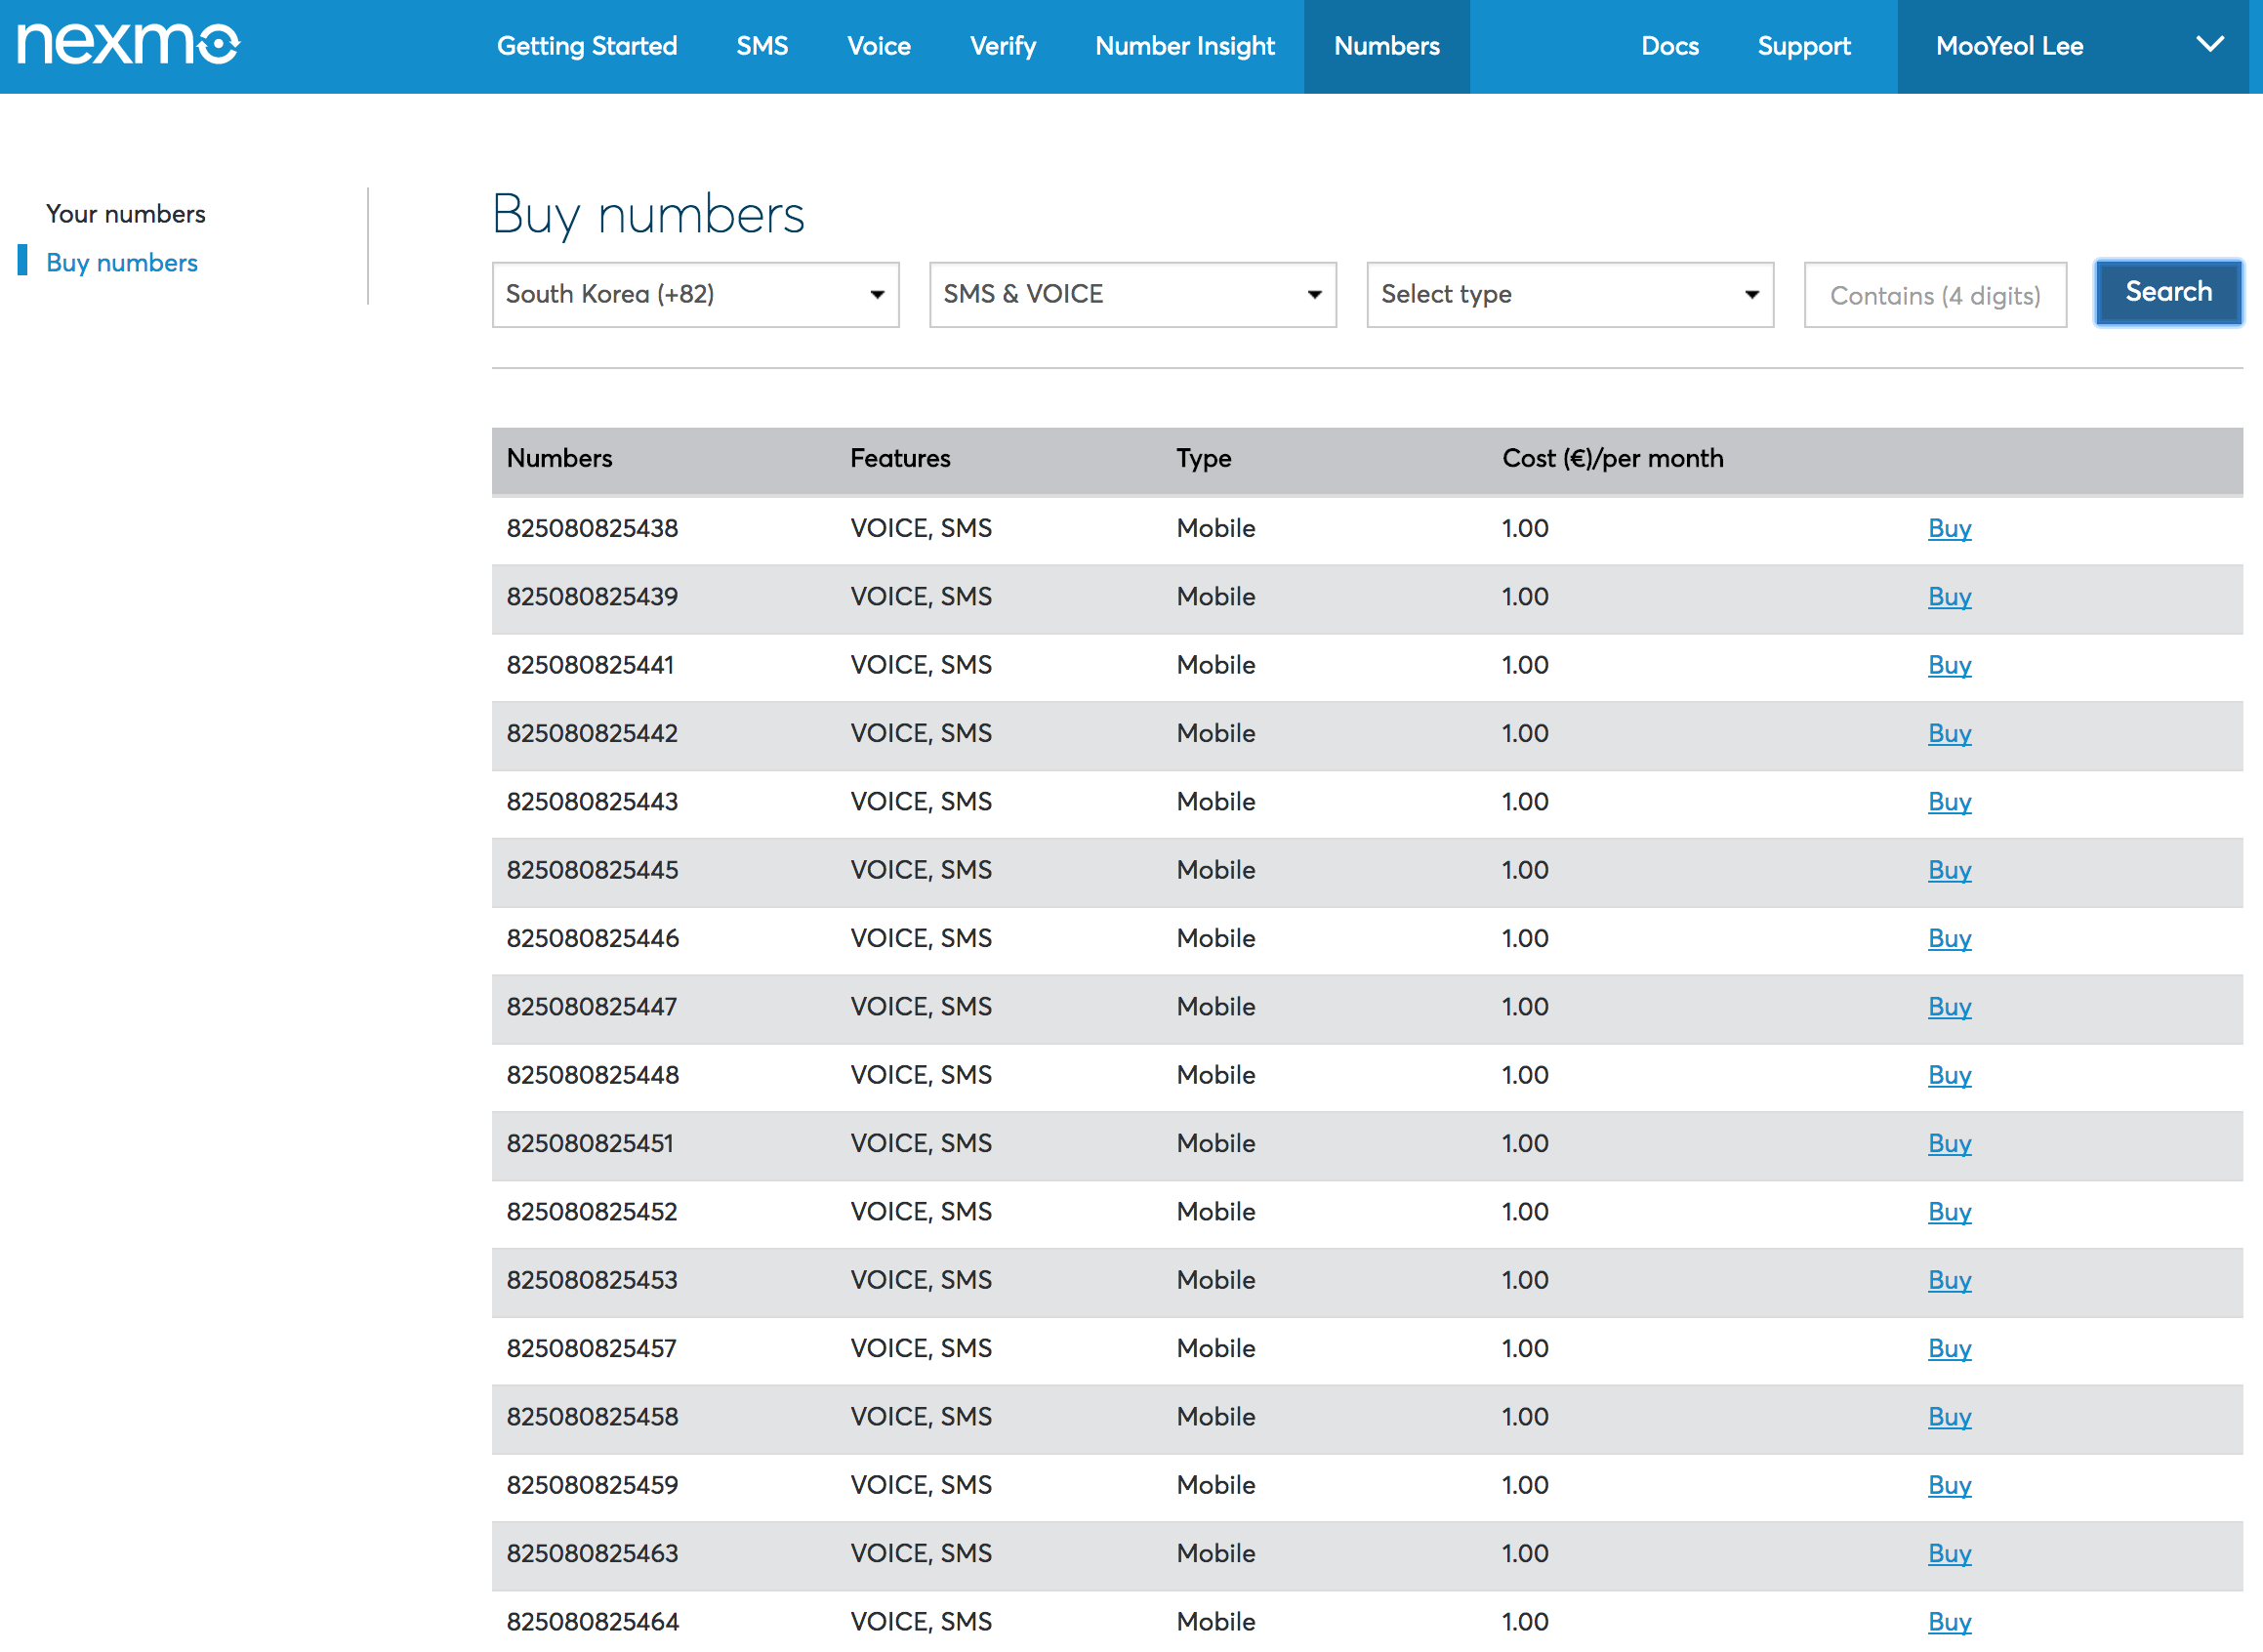 nexmo Getting Started SMS Voice Verify Number Insight Numbers Docs Support MooYeol Lee
Your numbers
Buy numbers
Buy numbers
South Korea (+82) SMS & VOICE Select type Contains (4 digits) Search
Numbers Features Type Cost (€)/per month
825080825438 VOICE, SMS Mobile 1.00 Buy
825080825439 VOICE, SMS Mobile 1.00 Buy
825080825441 VOICE, SMS Mobile 1.00 Buy
825080825442 VOICE, SMS Mobile 1.00 Buy
825080825443 VOICE, SMS Mobile 1.00 Buy
825080825445 VOICE, SMS Mobile 1.00 Buy
825080825446 VOICE, SMS Mobile 1.00 Buy
825080825447 VOICE, SMS Mobile 1.00 Buy
825080825448 VOICE, SMS Mobile 1.00 Buy
825080825451 VOICE, SMS Mobile 1.00 Buy
825080825452 VOICE, SMS Mobile 1.00 Buy
825080825453 VOICE, SMS Mobile 1.00 Buy
825080825457 VOICE, SMS Mobile 1.00 Buy
825080825458 VOICE, SMS Mobile 1.00 Buy
825080825459 VOICE, SMS Mobile 1.00 Buy
825080825463 VOICE, SMS Mobile 1.00 Buy
825080825464 VOICE, SMS Mobile 1.00 Buy